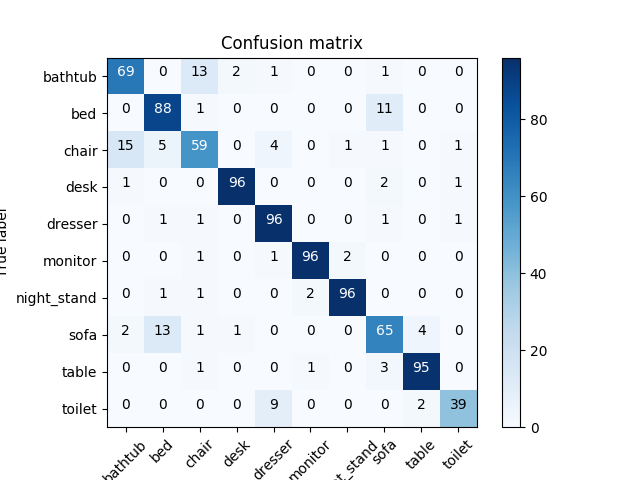 Confusion matrix
bathtub 69 0 13 2 1 0 0 1 0 0
bed 0 88 1 0 0 0 0 11 0 0
chair 15 5 59 0 4 0 1 1 0 1
desk 1 0 0 96 0 0 0 2 0 1
dresser 0 1 1 0 96 0 0 1 0 1
monitor 0 0 1 0 1 96 2 0 0 0
night_stand 0 1 1 0 0 2 96 0 0 0
sofa 2 13 1 1 0 0 0 65 4 0
table 0 0 1 0 0 1 0 3 95 0
toilet 0 0 0 0 9 0 0 0 2 39
bathtub bed chair desk dresser monitor t_stand sofa table toilet
True label
80
60
40
20
0